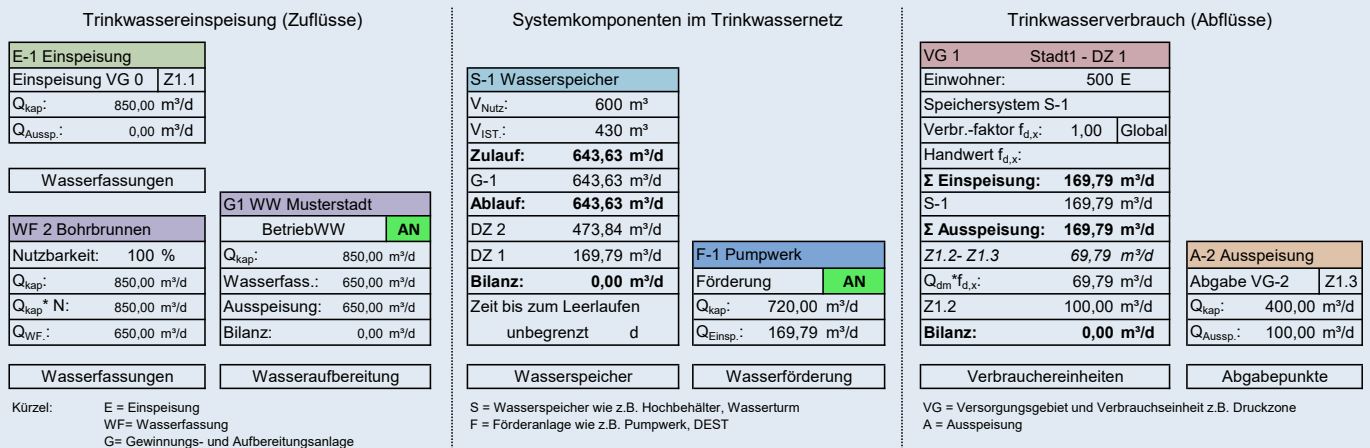 Trinkwassereinspeisung (Zuflüsse)
E-1 Einspeisung
Einspeisung VG 0 Z1.1
Qkap: 850,00 m³/d
QAussp.: 0,00 m³/d
Wasserfassungen
WF 2 Bohrbrunnen
Nutzbarkeit: 100 %
Qkap: 850,00 m³/d
Qkap* N: 850,00 m³/d
QWF.: 650,00 m³/d
Wasserfassungen
G1 WW Musterstadt
BetriebWW AN
Qkap: 850,00 m³/d
Wasserfass.: 650,00 m³/d
Ausspeisung: 650,00 m³/d
Bilanz: 0,00 m³/d
Wasseraufbereitung
Kürzel: E = Einspeisung
WF= Wasserfassung
G= Gewinnungs- und Aufbereitungsanlage
Systemkomponenten im Trinkwassernetz
S-1 Wasserspeicher
VNutz: 600 m³
VIST.: 430 m³
Zulauf: 643,63 m³/d
G-1 643,63 m³/d
Ablauf: 643,63 m³/d
DZ 2 473,84 m³/d
DZ 1 169,79 m³/d
Bilanz: 0,00 m³/d
Zeit bis zum Leerlaufen
unbegrenzt d
Wasserspeicher
F-1 Pumpwerk
Förderung AN
Qkap: 720,00 m³/d
QEinsp.: 169,79 m³/d
Wasserförderung
S = Wasserspeicher wie z.B. Hochbehälter, Wasserturm
F = Förderanlage wie z.B. Pumpwerk, DEST
Trinkwasserverbrauch (Abflüsse)
VG 1 Stadt1 - DZ 1
Einwohner: 500 E
Speichersystem S-1
Verbr.-faktor fd,x: 1,00 Global
Handwert fd,x:
Σ Einspeisung: 169,79 m³/d
S-1 169,79 m³/d
Σ Ausspeisung: 169,79 m³/d
Z1.2- Z1.3 69,79 m³/d
Qdm*fd,x: 69,79 m³/d
Z1.2 100,00 m³/d
Bilanz: 0,00 m³/d
Verbrauchereinheiten
A-2 Ausspeisung
Abgabe VG-2 Z1.3
Qkap: 400,00 m³/d
QAussp.: 100,00 m³/d
Abgabepunkte
VG = Versorgungsgebiet und Verbrauchseinheit z.B. Druckzone
A = Ausspeisung